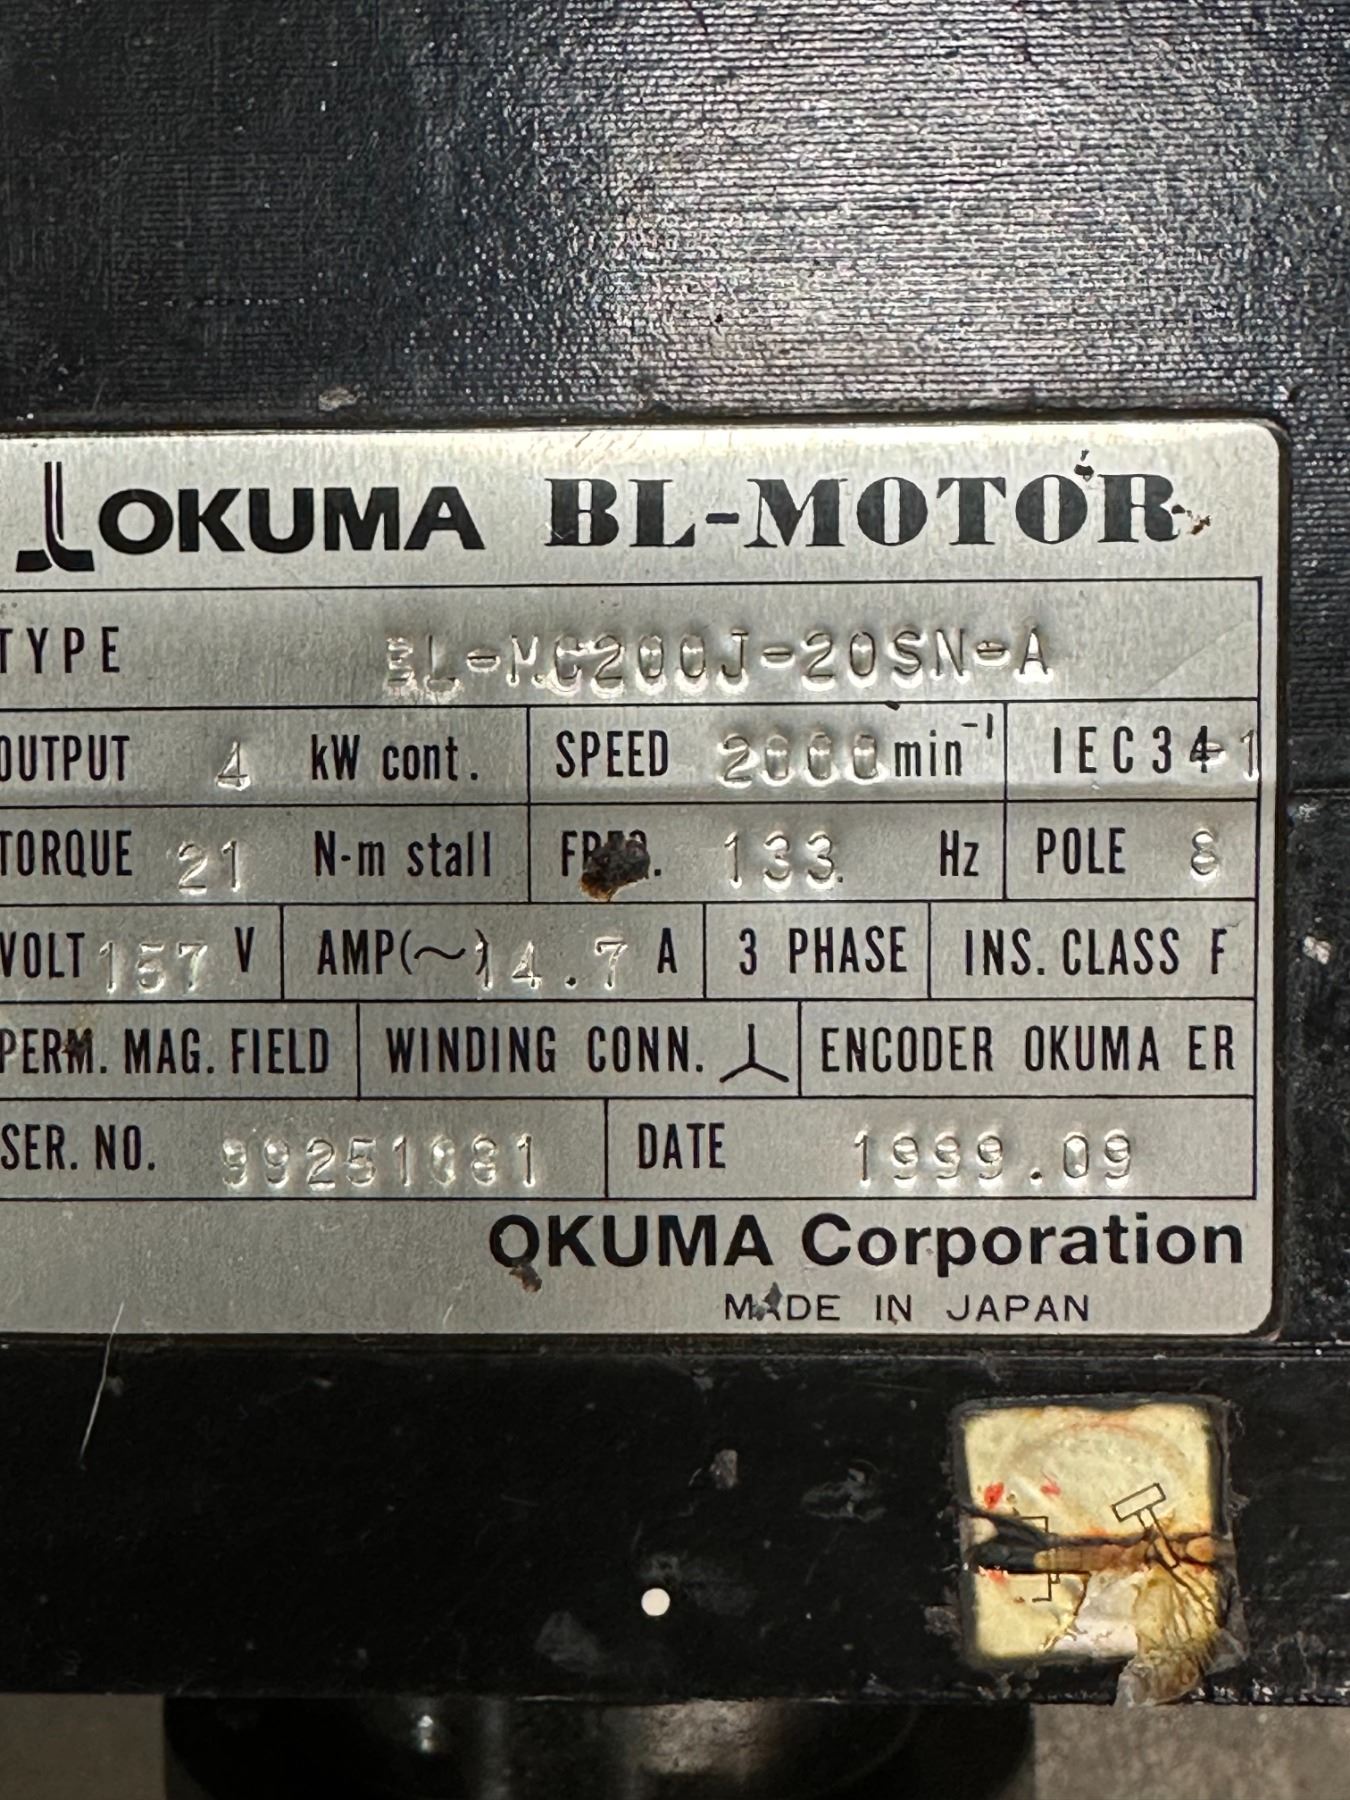 OKUMA BL-MOTOR
TYPE BL-MC200J-20SN-A
OUTPUT 4 kW cont. SPEED 2000 min⁻¹ IEC34-1
TORQUE 21 N-m stall FREQ. 133. Hz POLE 8
VOLT 157 V AMP(~) 14.7 A 3 PHASE INS. CLASS F
PERM. MAG. FIELD WINDING CONN. ENCODER OKUMA ER
SER. NO. DATE 1999.09
OKUMA Corporation
MADE IN JAPAN